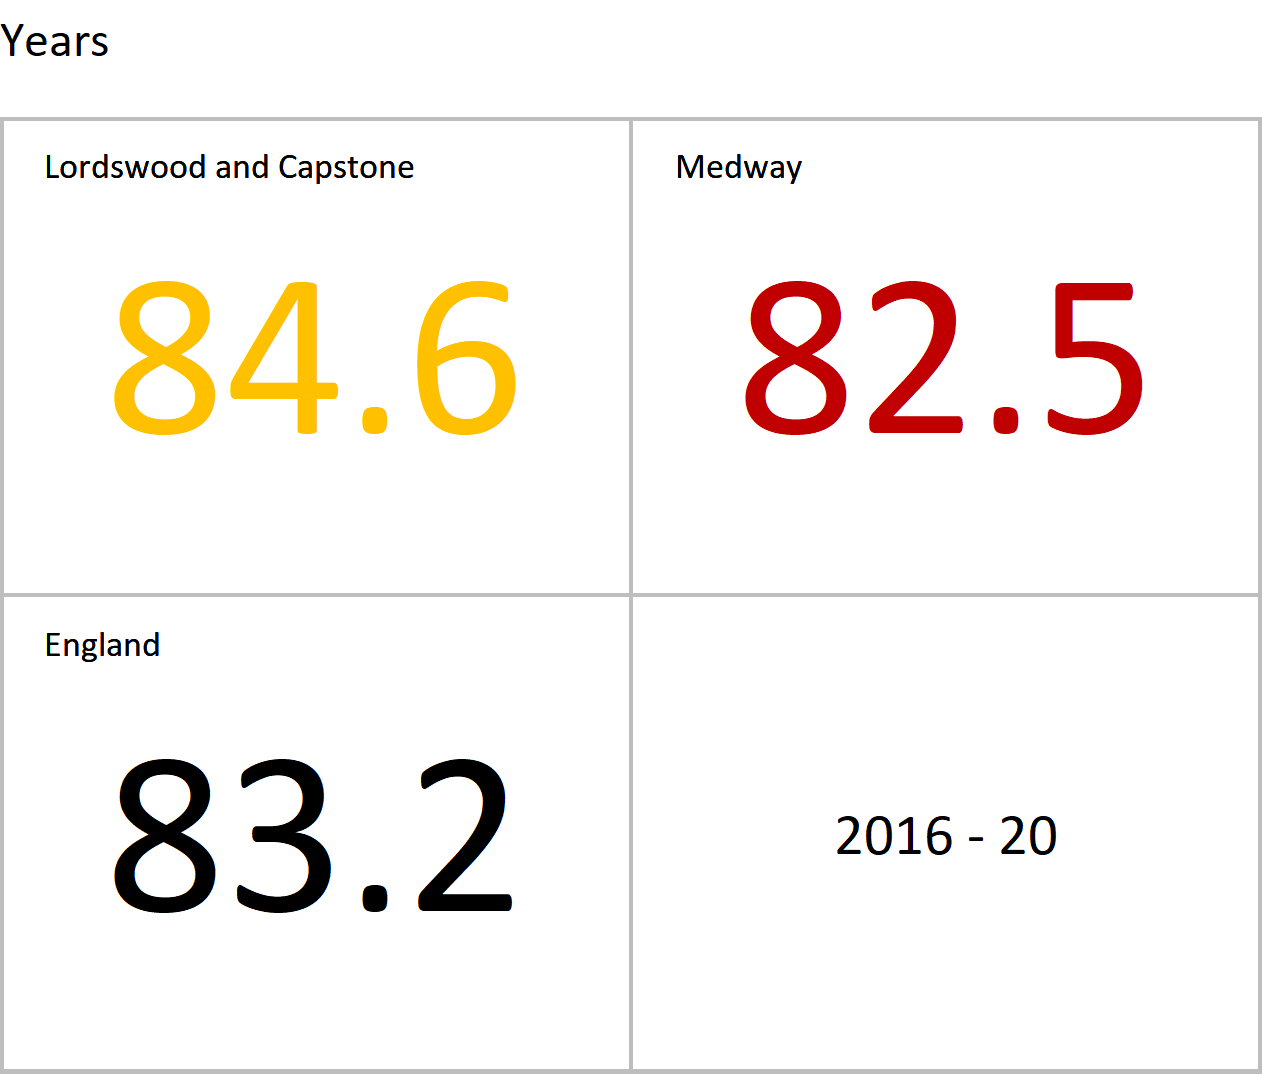 Years
Lordswood and Capstone
84.6
Medway
82.5
England
83.2
2016 - 20